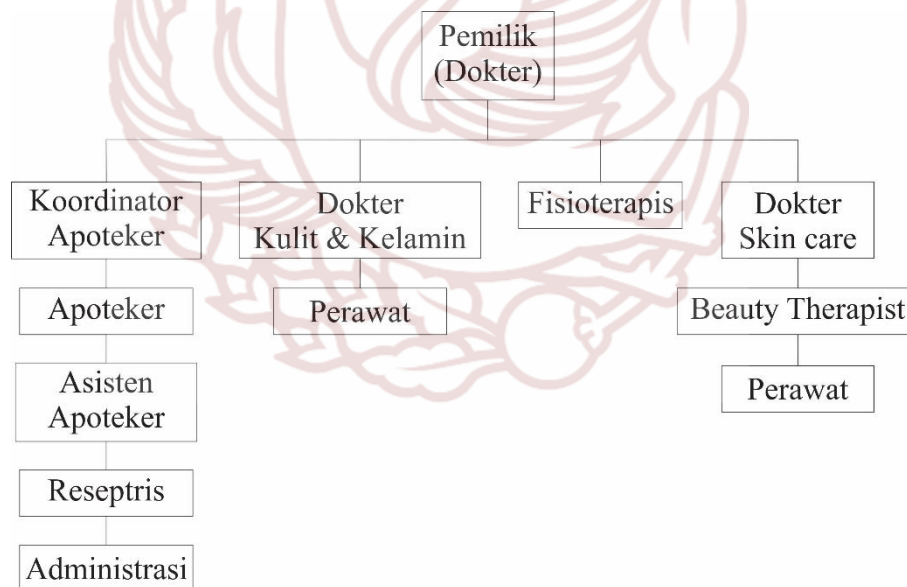 Pemilik
(Dokter)
Koordinator
Apoteker
Dokter
Kulit & Kelamin
Fisioterapis
Dokter
Skin care
Apoteker
Perawat
Beauty Therapist
Asisten
Apoteker
Perawat
Reseptris
Administrasi